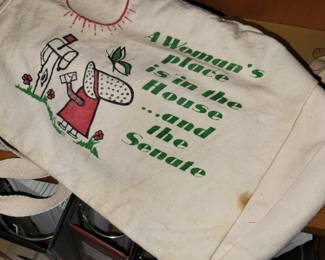 A Woman's
place
is in the
House
...and
the
Senate